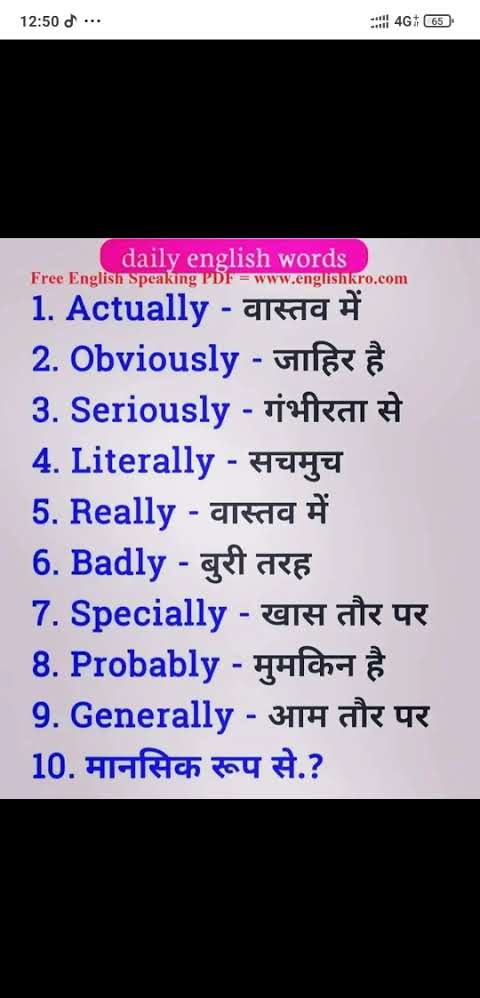 12:50
4G
65
daily english words
Free English Speaking PDF = www.englishkro.com
1. Actually - वास्तव में
2. Obviously - जाहिर है
3. Seriously - गंभीरता से
4. Literally - सचमुच
5. Really - वास्तव में
6. Badly - बुरी तरह
7. Specially - खास तौर पर
8. Probably - मुमकिन है
9. Generally - आम तौर पर
10. मानसिक रूप से.?